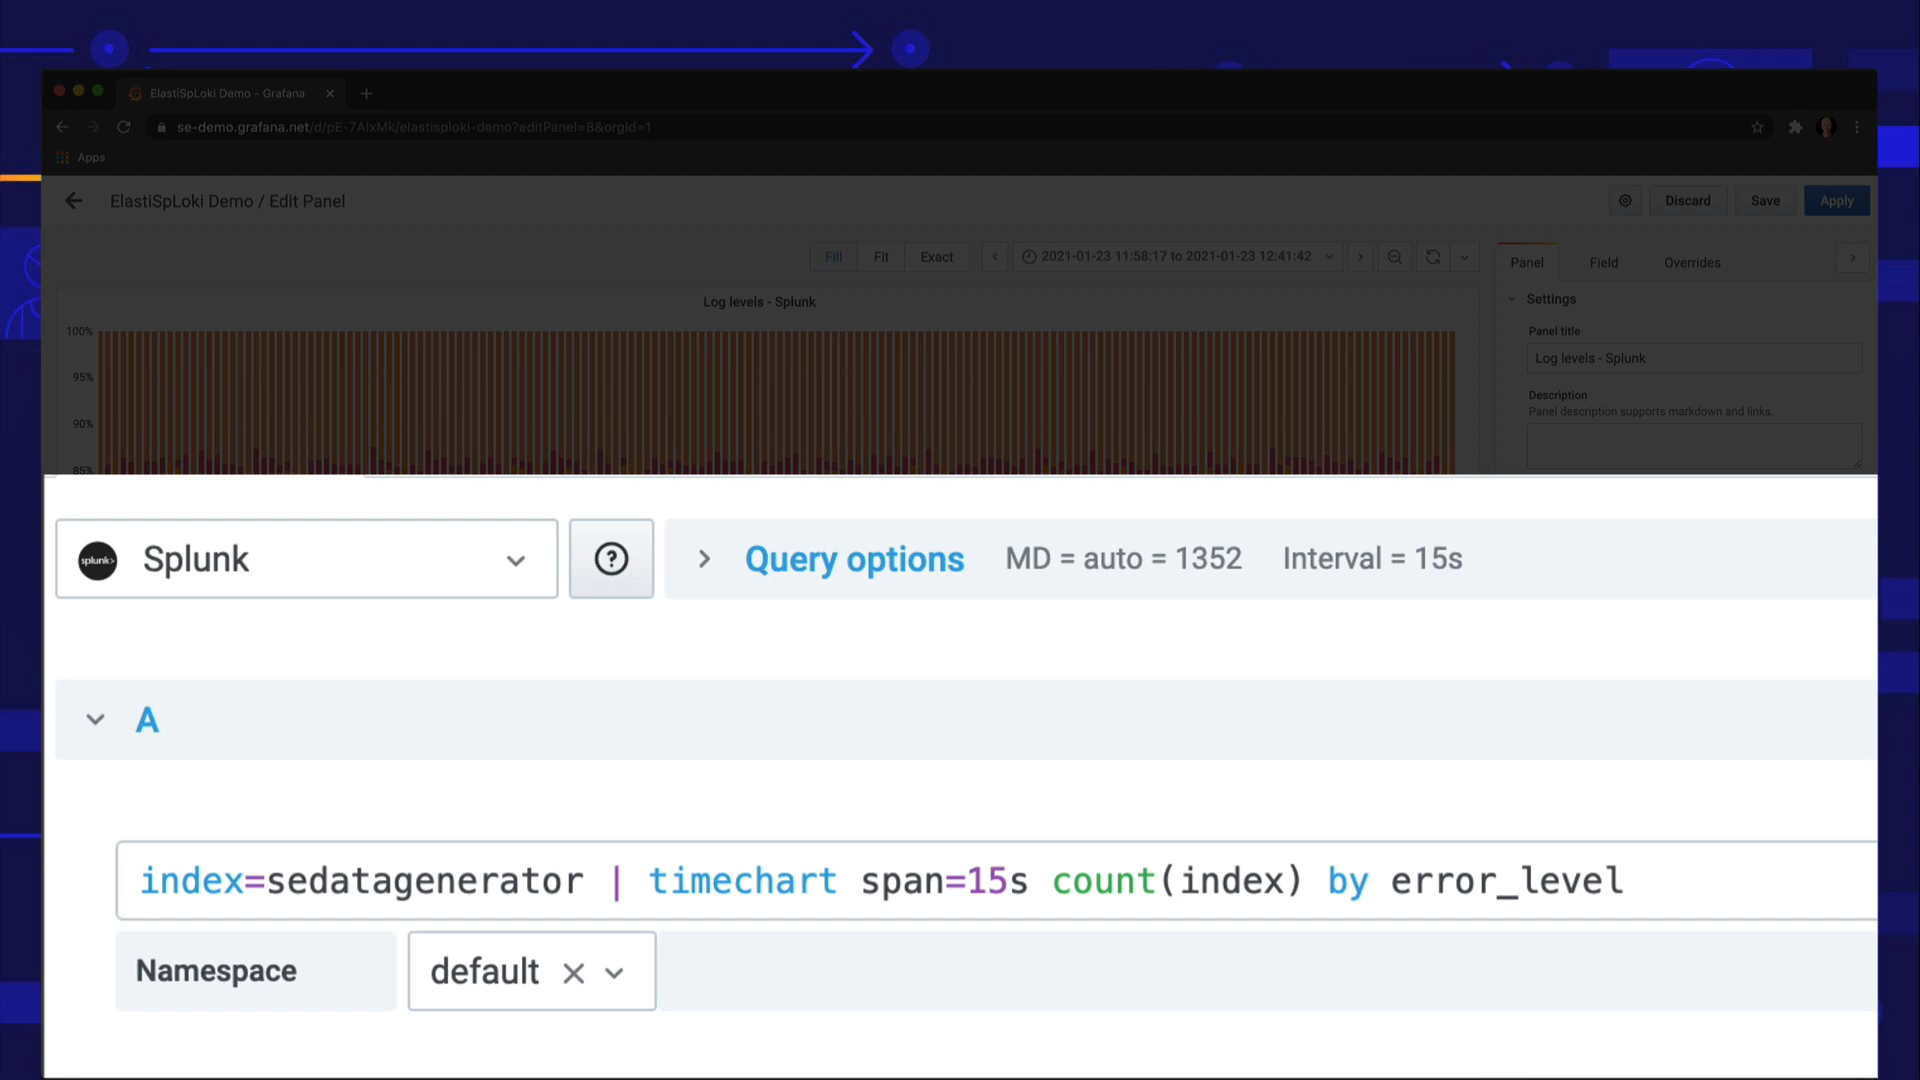 ElastiSpLoki Demo - Grafana
se-demo.grafana.net/d/pE-7AlxMk/elastisploki-demo?editPanel=8&orgId=1
Apps
ElastiSpLoki Demo / Edit Panel
Discard Save Apply
Fill Fit Exact 2021-01-23 11:58:17 to 2021-01-23 12:41:42
Panel Field Overrides
Log levels - Splunk
Settings
Panel title
Log levels - Splunk
Description
Panel description supports markdown and links.
100%
95%
90%
85%
splunk> Splunk Query options MD = auto = 1352 Interval = 15s
A
index=sedatagenerator | timechart span=15s count(index) by error_level
Namespace default